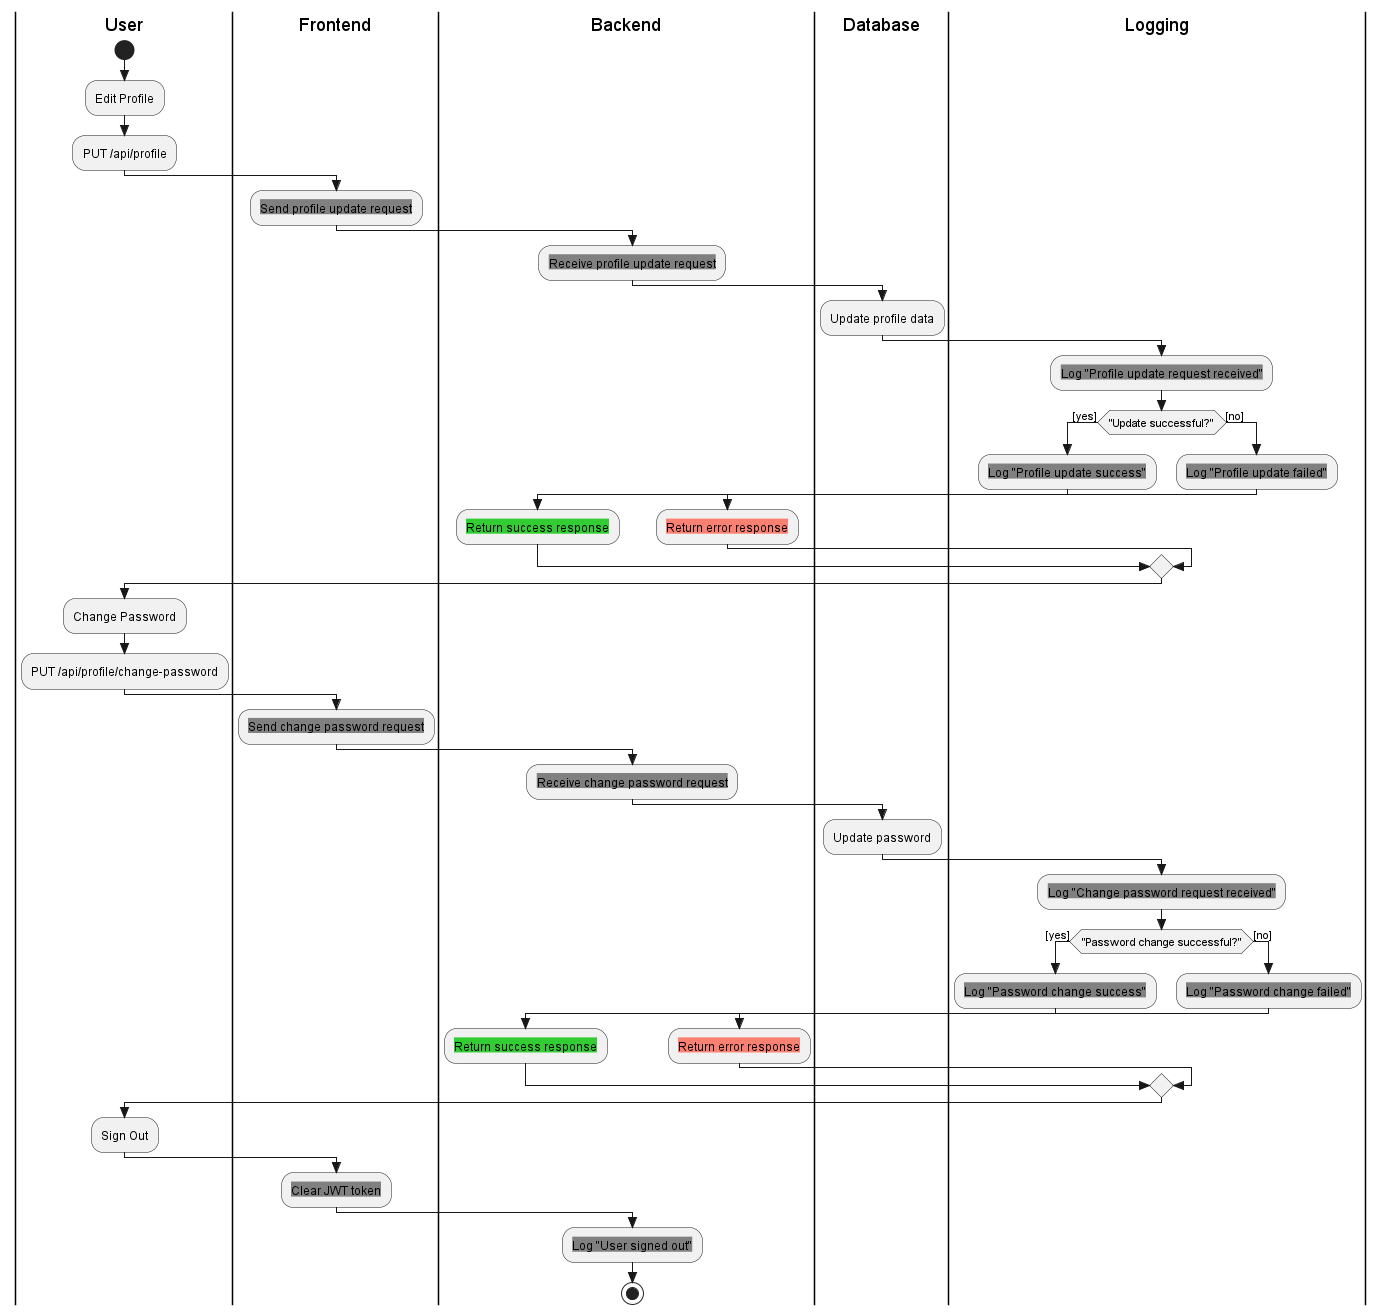 User
Frontend
Backend
Database
Logging
Edit Profile
PUT /api/profile
Send profile update request
Receive profile update request
Update profile data
Log "Profile update request received"
[yes]
"Update successful?"
[no]
Log "Profile update success"
Log "Profile update failed"
Return success response
Return error response
Change Password
PUT /api/profile/change-password
Send change password request
Receive change password request
Update password
Log "Change password request received"
[yes]
"Password change successful?"
[no]
Log "Password change success"
Log "Password change failed"
Return success response
Return error response
Sign Out
Clear JWT token
Log "User signed out"